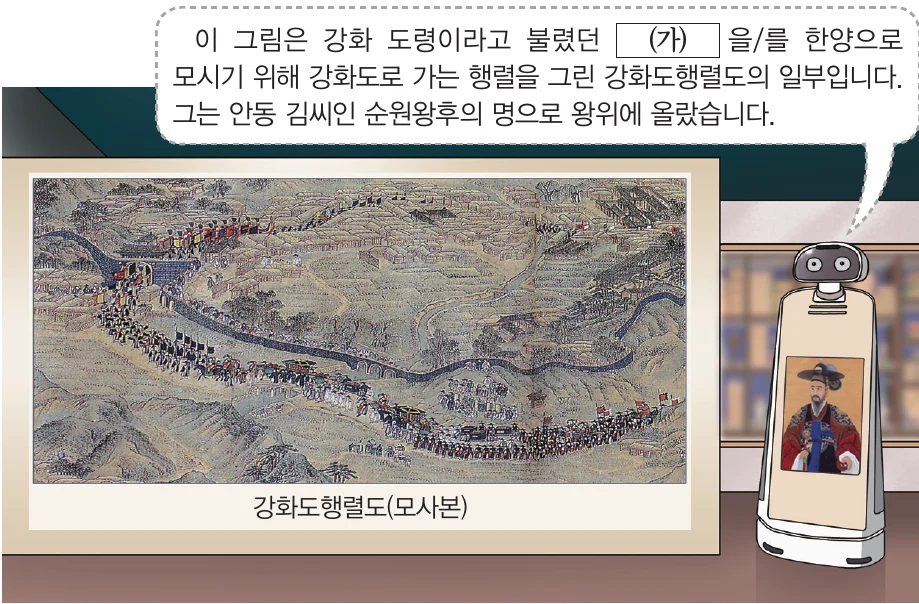 이 그림은 강화 도령이라고 불렸던 (가) 을/를 한양으로
모시기 위해 강화도로 가는 행렬을 그린 강화도행렬도의 일부입니다.
그는 안동 김씨인 순원왕후의 명으로 왕위에 올랐습니다.
강화도행렬도(모사본)